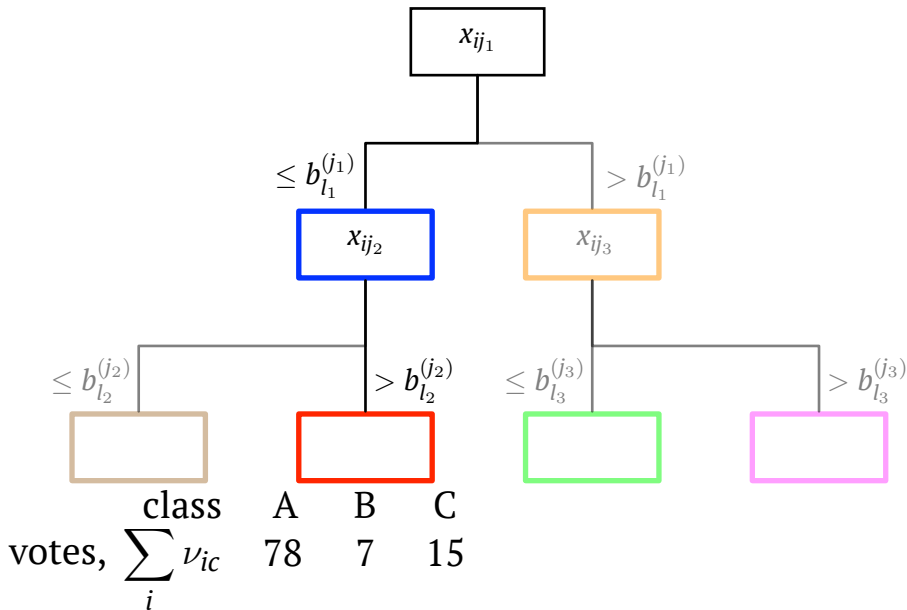 x_{ij_1}
≤ b_{l_1}^{(j_1)} > b_{l_1}^{(j_1)}
x_{ij_2} x_{ij_3}
≤ b_{l_2}^{(j_2)} > b_{l_2}^{(j_2)} ≤ b_{l_3}^{(j_3)} > b_{l_3}^{(j_3)}
class A B C
votes, ∑_i ν_{ic} 78 7 15